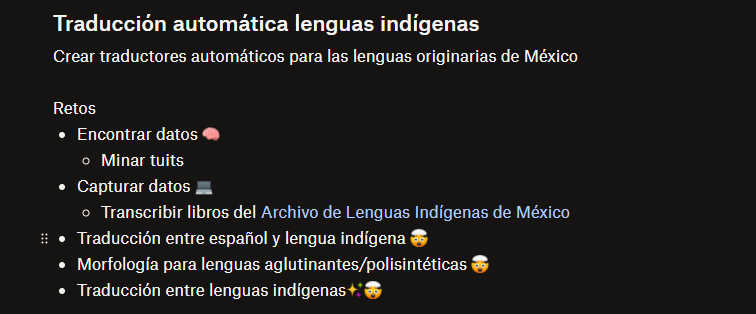 Traducción automática lenguas indígenas
Crear traductores automáticos para las lenguas originarias de México
Retos
Encontrar datos 🧠
Minar tuits
Capturar datos 💻
Transcribir libros del Archivo de Lenguas Indígenas de México
Traducción entre español y lengua indígena 🤯
Morfología para lenguas aglutinantes/polisintéticas 🤯
Traducción entre lenguas indígenas✨🤯